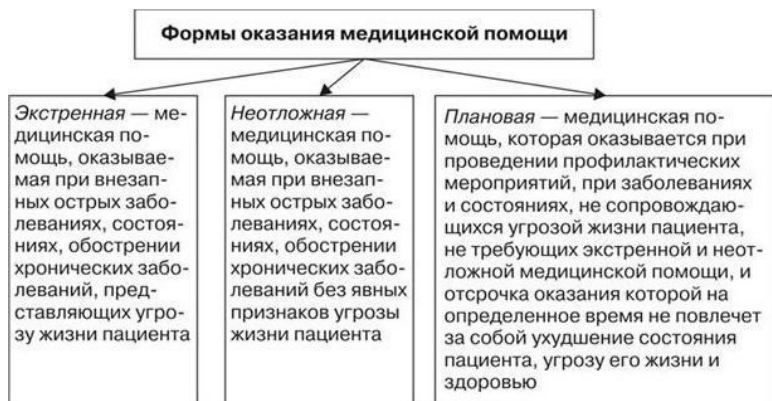 Формы оказания медицинской помощи
Экстренная — ме-
дицинская по-
мощь, оказывае-
мая при внезап-
ных острых забо-
леваниях, состоя-
ниях, обострении
хронических забо-
леваний, пред-
ставляющих угро-
зу жизни пациента
Неотложная —
медицинская по-
мощь, оказывае-
мая при внезап-
ных острых забо-
леваниях, состоя-
ниях, обострении
хронических забо-
леваний без явных
признаков угрозы
жизни пациента
Плановая — медицинская по-
мощь, которая оказывается при
проведении профилактических
мероприятий, при заболеваниях
и состояниях, не сопровождаю-
щихся угрозой жизни пациента,
не требующих экстренной и неот-
ложной медицинской помощи, и
отсрочка оказания которой на
определенное время не повлечет
за собой ухудшение состояния
пациента, угрозу его жизни и
здоровью